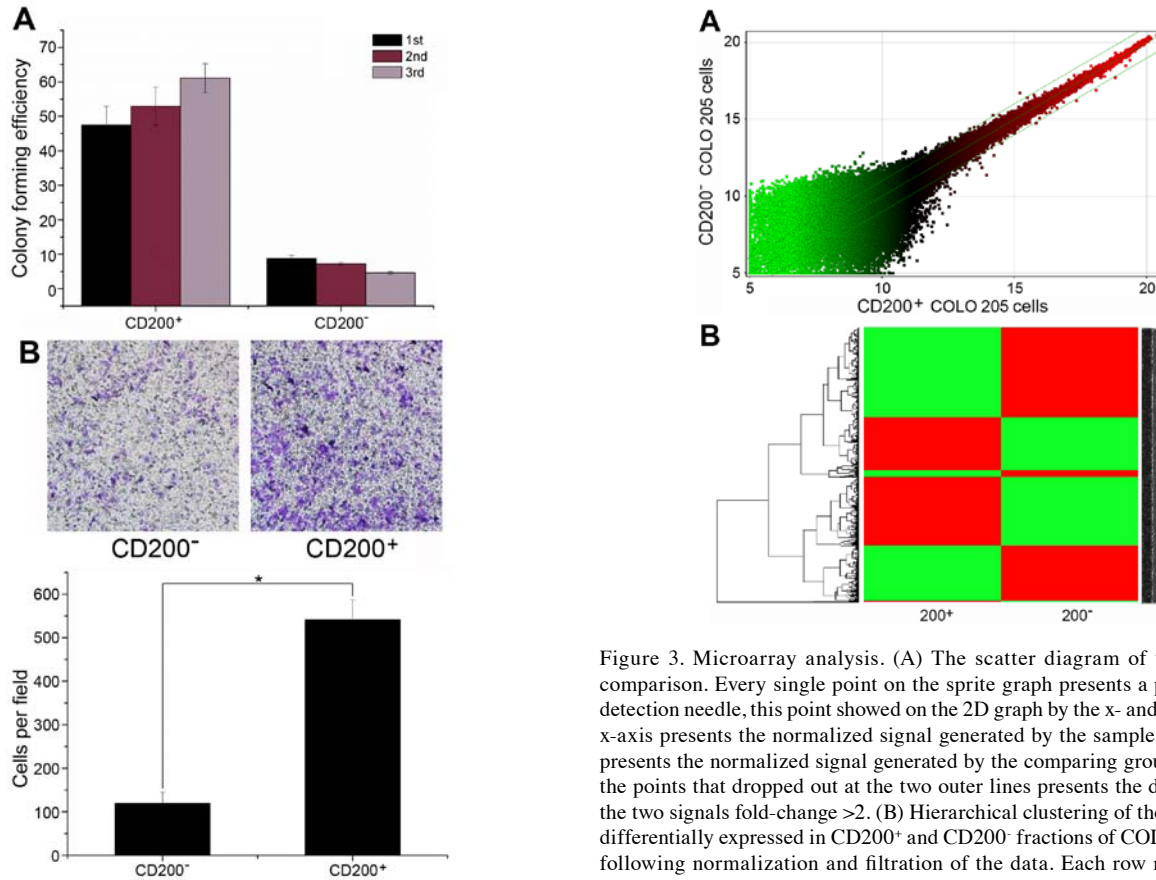 A
70
60
50
40
30
20
10
0
Colony forming efficiency
1st
2nd
3rd
CD200⁺
CD200⁻
B
CD200⁻
CD200⁺
600
500
400
300
200
100
0
Cells per field
*
CD200⁻
CD200⁺
A
20
15
10
5
CD200⁻ COLO 205 cells
5
10
15
20
CD200⁺ COLO 205 cells
B
200⁺
200⁻
Figure 3. Microarray analysis. (A) The scatter diagram of
comparison. Every single point on the sprite graph presents a
detection needle, this point showed on the 2D graph by the x- and
x-axis presents the normalized signal generated by the sample
presents the normalized signal generated by the comparing
the points that dropped out at the two outer lines presents the
the two signals fold-change >2. (B) Hierarchical clustering of
differentially expressed in CD200⁺ and CD200⁻ fractions of
following normalization and filtration of the data. Each row